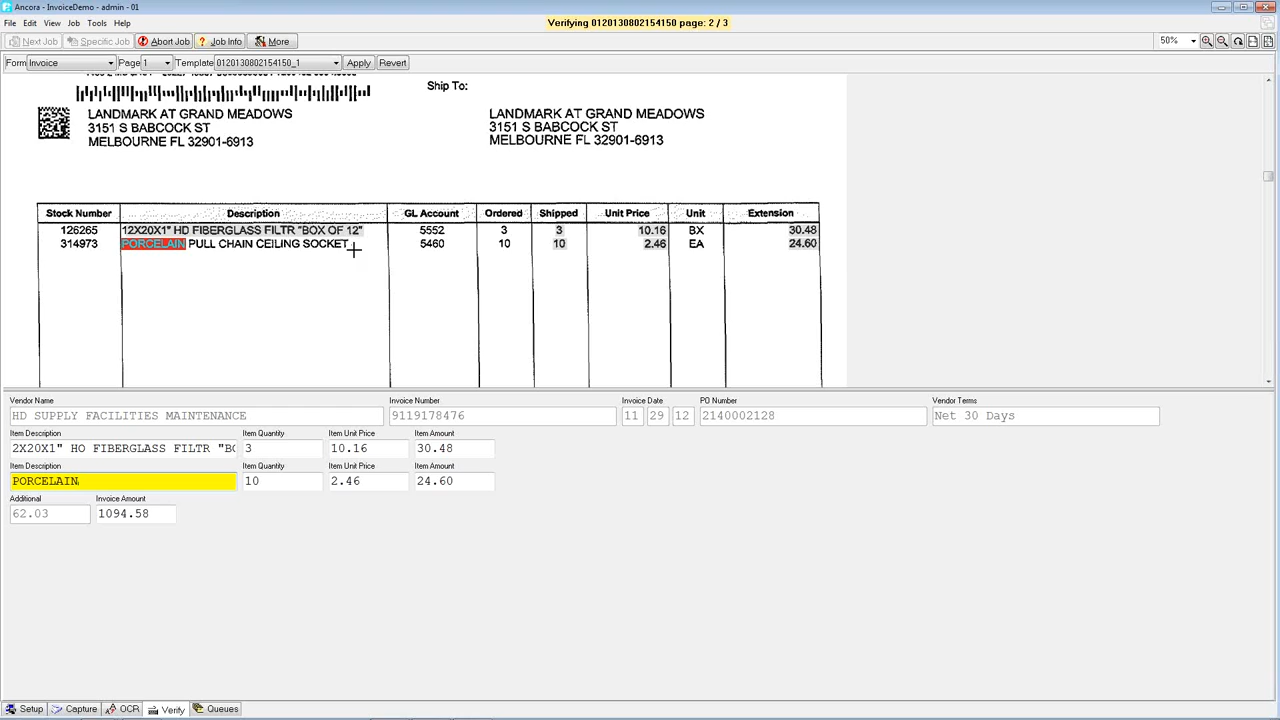 Ancora - InvoiceDemo - admin - 01
File Edit View Job Tools Help
Verifying 0120130802154150 page: 2 / 3
Next Job Specific Job Abort Job Job Info More
50%
Form Invoice Page 1 Template 0120130802154150_1 Apply Revert
Ship To:
LANDMARK AT GRAND MEADOWS
3151 S BABCOCK ST
MELBOURNE FL 32901-6913
LANDMARK AT GRAND MEADOWS
3151 S BABCOCK ST
MELBOURNE FL 32901-6913
Stock Number Description GL Account Ordered Shipped Unit Price Unit Extension
126265 12X20X1" HD FIBERGLASS FILTR "BOX OF 12" 5552 3 3 10.16 BX 30.48
314973 PORCELAIN PULL CHAIN CEILING SOCKET 5460 10 10 2.46 EA 24.60
Vendor Name Invoice Number Invoice Date PO Number Vendor Terms
HD SUPPLY FACILITIES MAINTENANCE 9119178476 11 29 12 2140002128 Net 30 Days
Item Description Item Quantity Item Unit Price Item Amount
2X20X1" HO FIBERGLASS FILTR "BO 3 10.16 30.48
Item Description Item Quantity Item Unit Price Item Amount
PORCELAIN 10 2.46 24.60
Additional Invoice Amount
62.03 1094.58
Setup Capture OCR Verify Queues